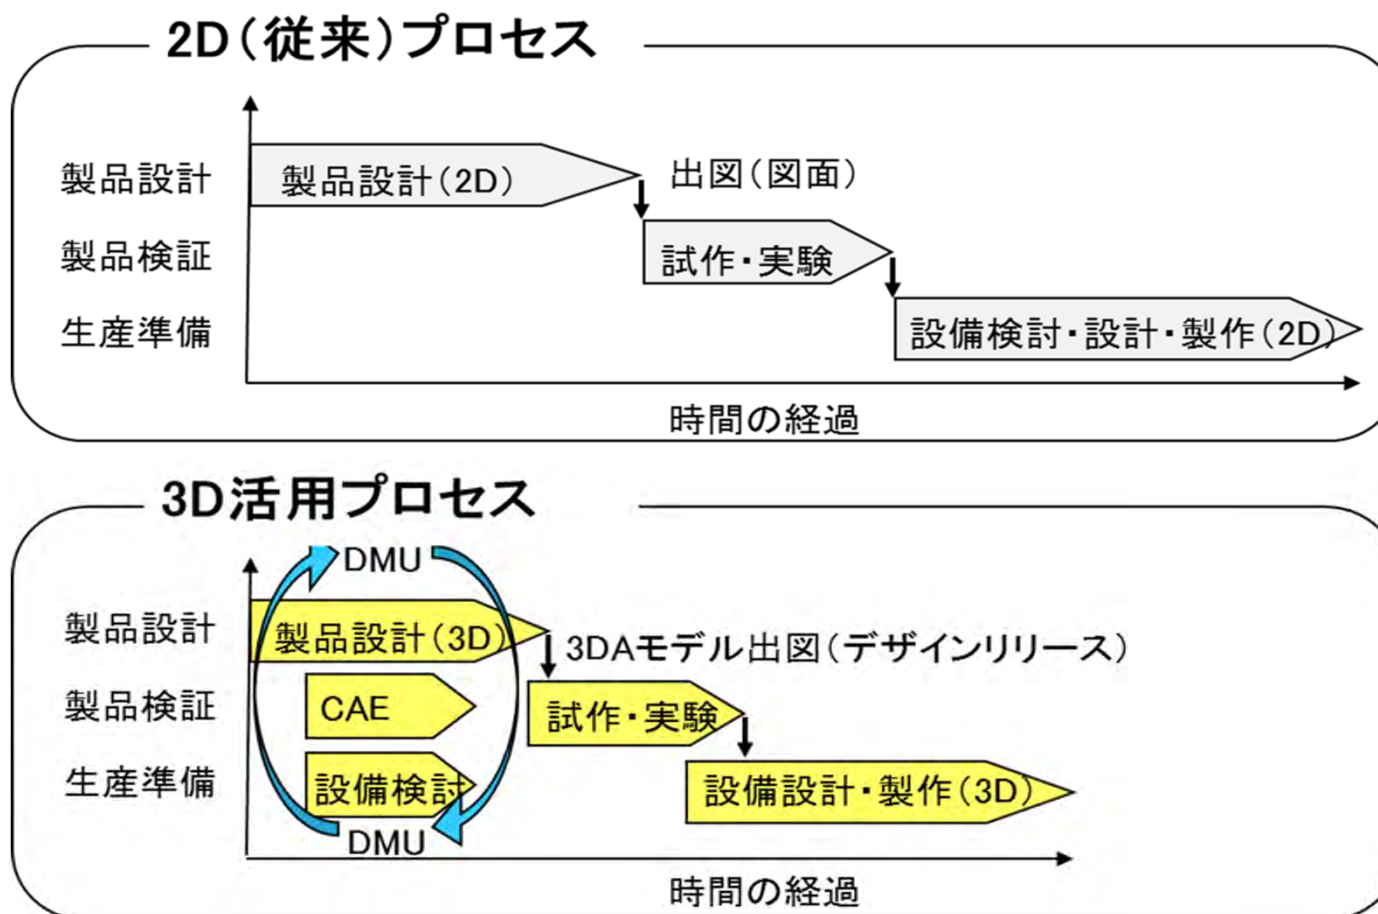 2D(従来)プロセス
製品設計
製品設計(2D)
出図(図面)
製品検証
試作・実験
生産準備
設備検討・設計・製作(2D)
時間の経過
3D活用プロセス
DMU
製品設計
製品設計(3D)
3DAモデル出図(デザインリリース)
製品検証
CAE
試作・実験
生産準備
設備検討
設備設計・製作(3D)
DMU
時間の経過